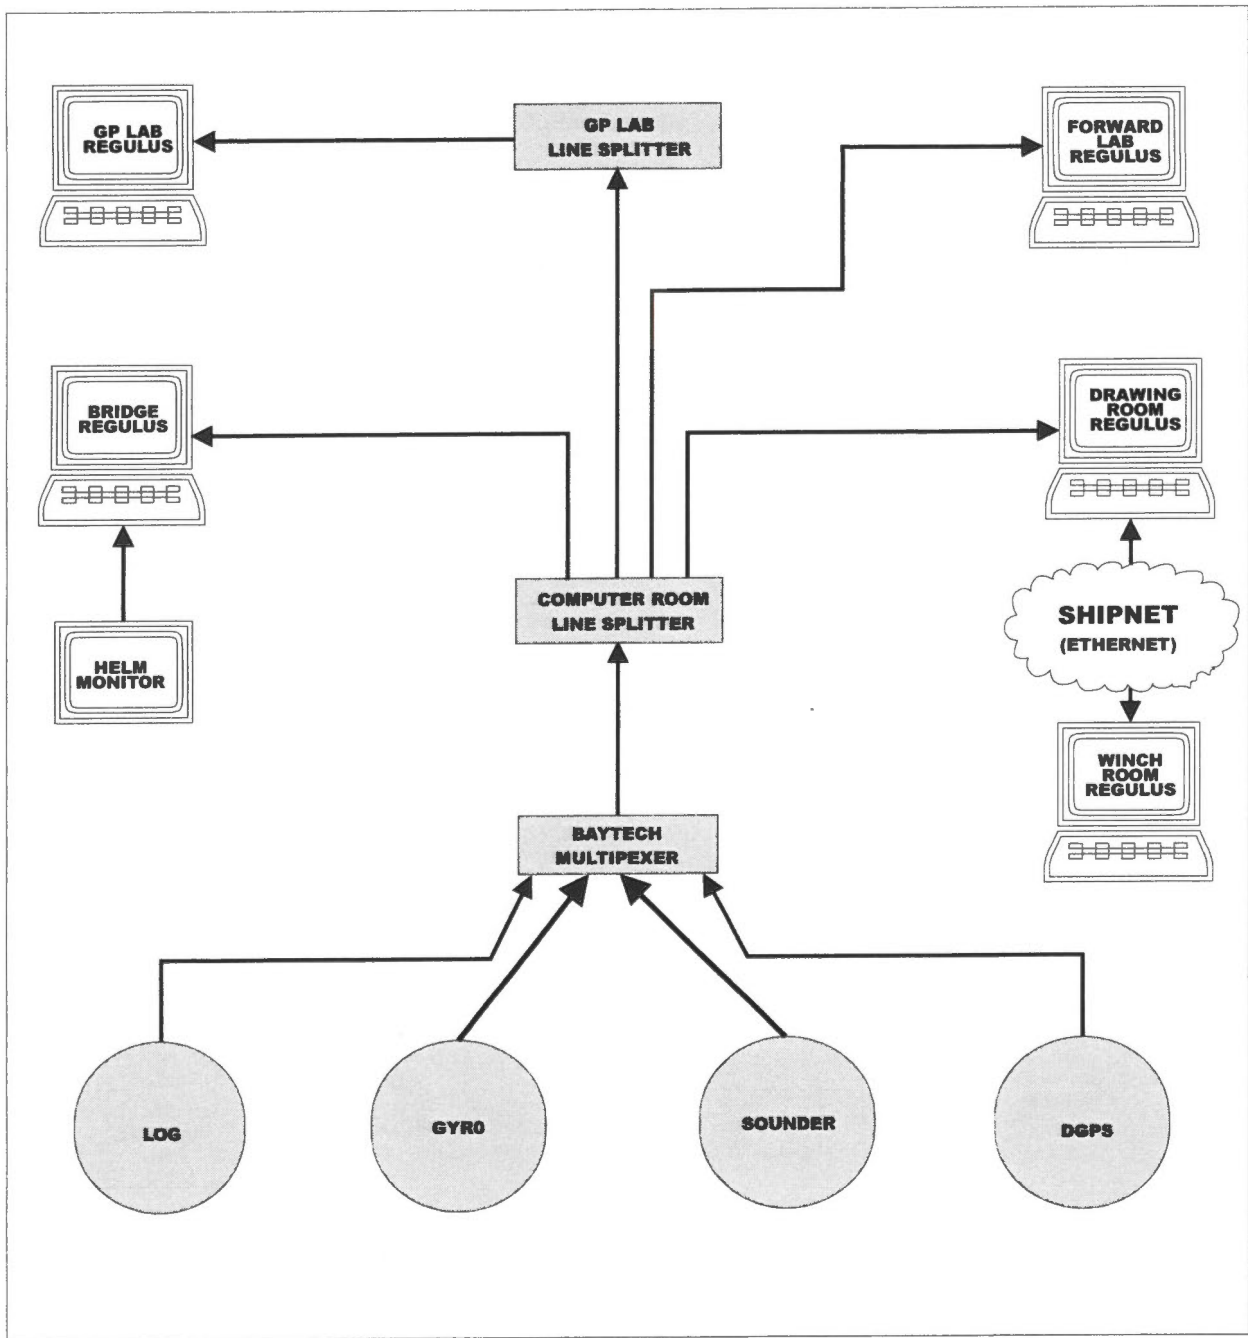 GP LAB
REGULUS
GP LAB
LINE SPLITTER
FORWARD
LAB
REGULUS
BRIDGE
REGULUS
DRAWING
ROOM
REGULUS
COMPUTER ROOM
LINE SPLITTER
SHIPNET
(ETHERNET)
HELM
MONITOR
WINCH
ROOM
REGULUS
BAYTECH
MULTIPEXER
LOG
GYR0
SOUNDER
DGPS